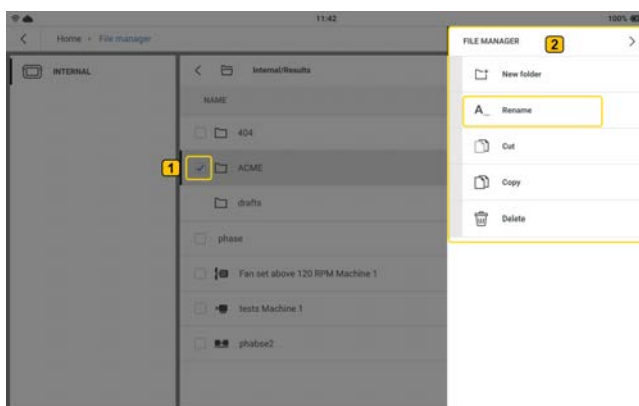 11:42
100%
Home • File manager
FILE MANAGER
2
INTERNAL
Internal/Results
New folder
NAME
A_ Rename
404
Cut
1
ACME
Copy
drafts
Delete
phase
Fan set above 120 RPM Machine 1
tests Machine 1
phabse2